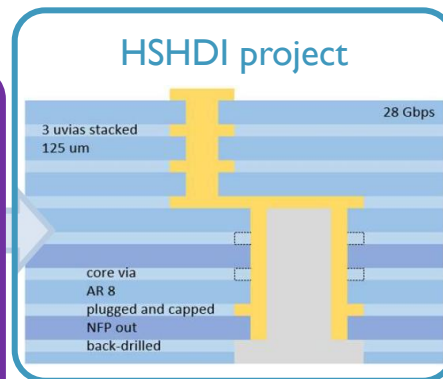 HSHDI project
28 Gbps
3 uvias stacked
125 um
core via
AR 8
plugged and capped
NFP out
back-drilled